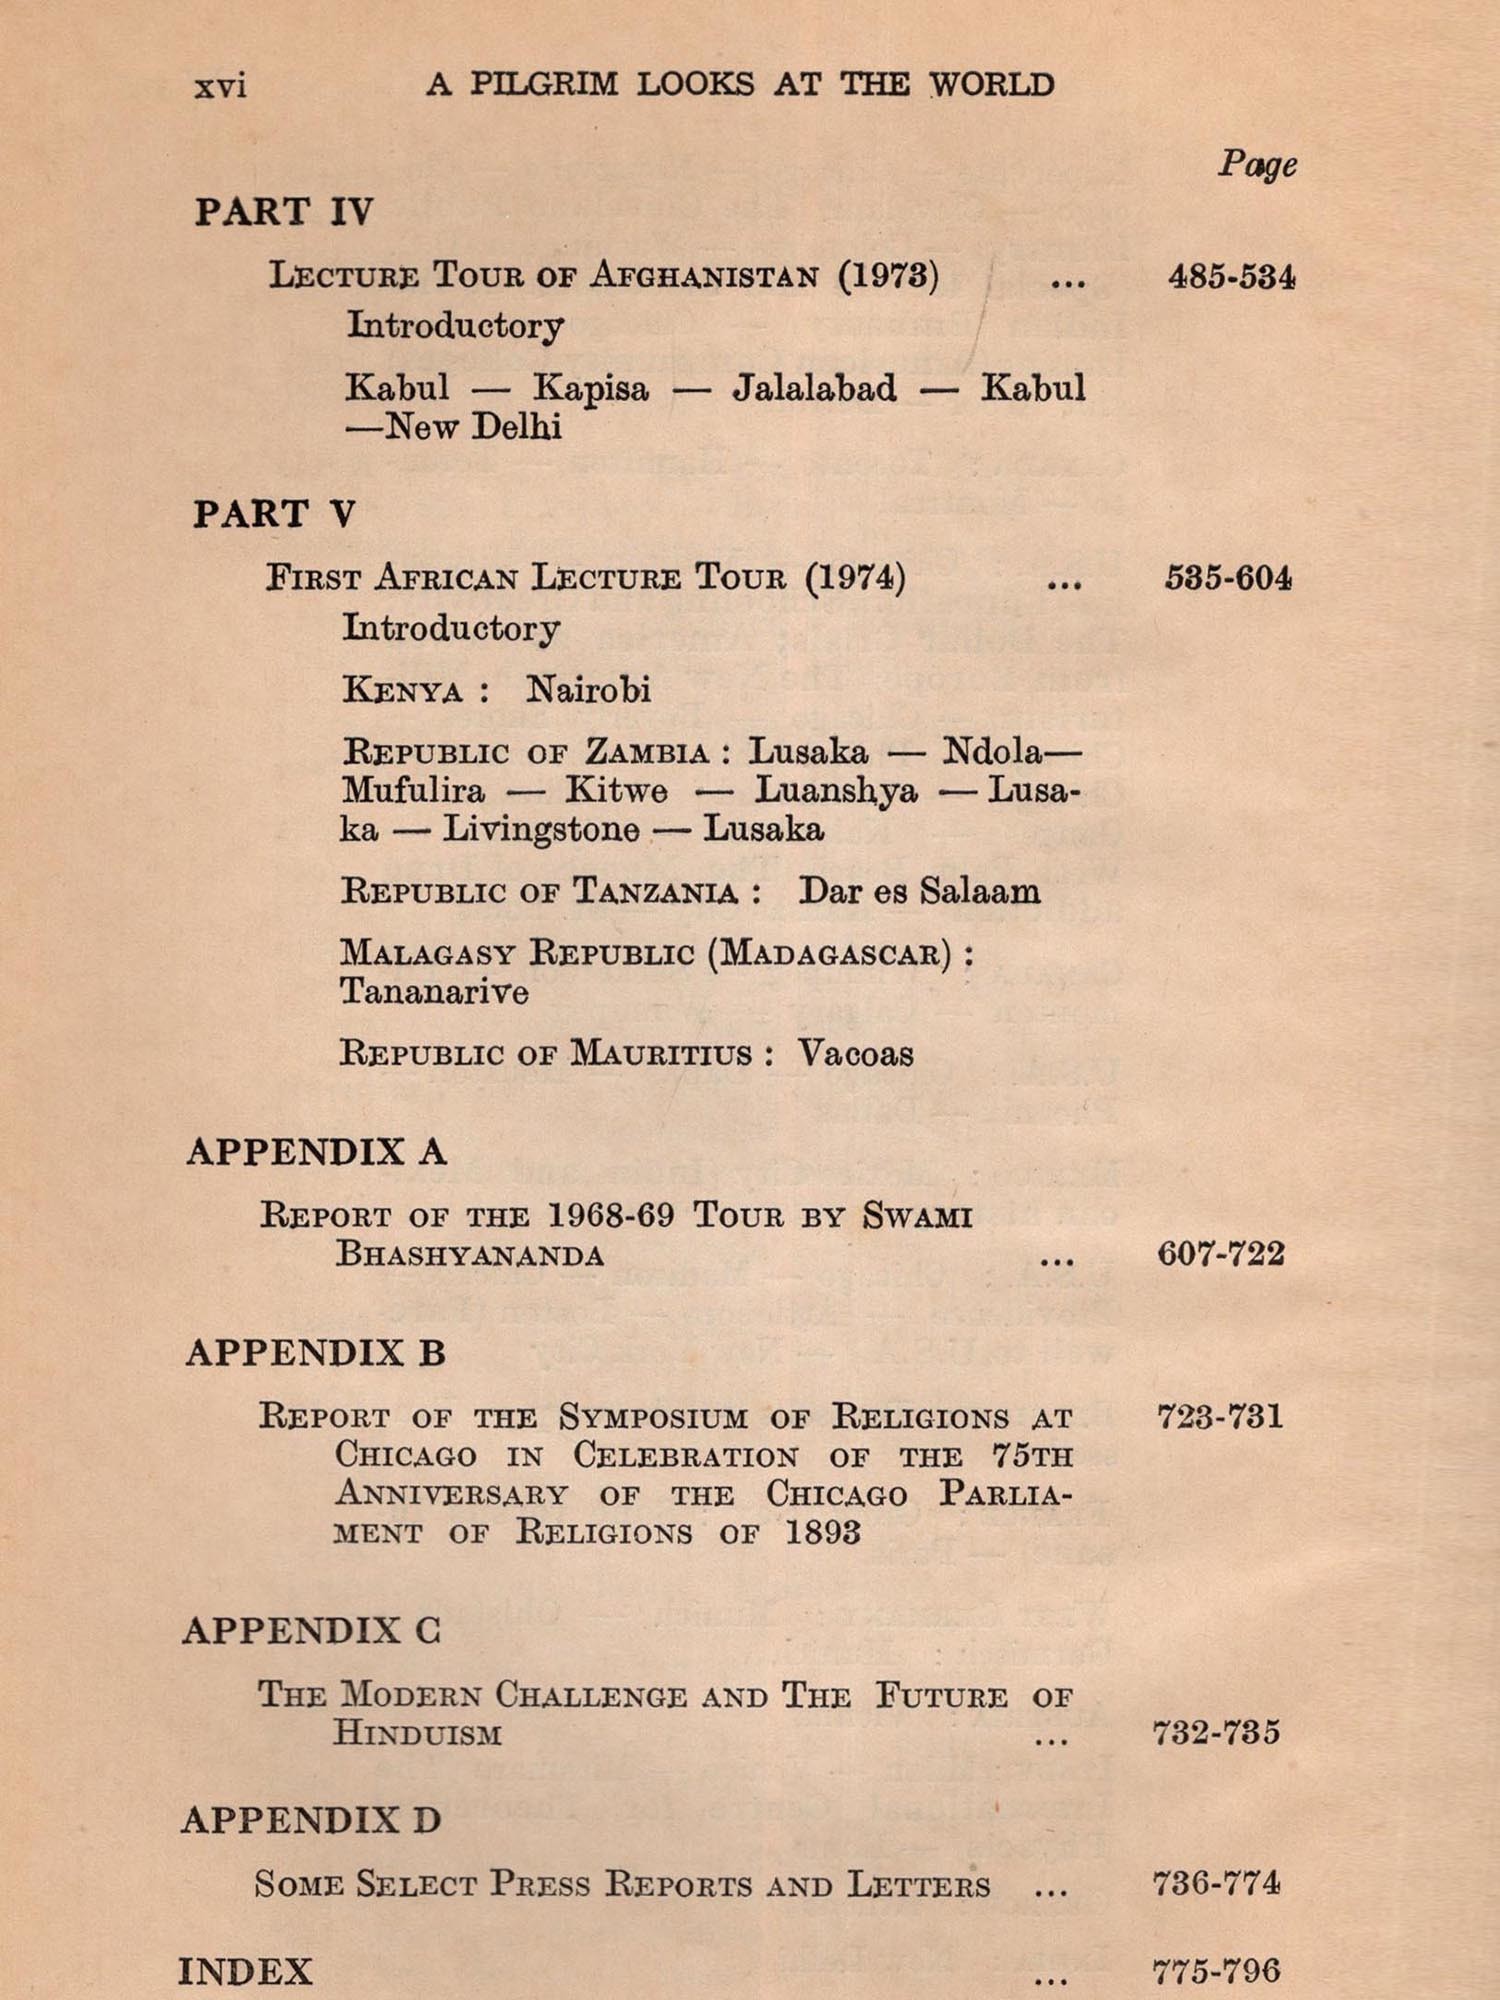 xvi A PILGRIM LOOKS AT THE WORLD
Page
PART IV
LECTURE TOUR OF AFGHANISTAN (1973) ... 485-534
Introductory
Kabul — Kapisa — Jalalabad — Kabul
—New Delhi
PART V
FIRST AFRICAN LECTURE TOUR (1974) ... 535-604
Introductory
KENYA : Nairobi
REPUBLIC OF ZAMBIA : Lusaka — Ndola—
Mufulira — Kitwe — Luanshya — Lusa-
ka — Livingstone — Lusaka
REPUBLIC OF TANZANIA : Dar es Salaam
MALAGASY REPUBLIC (MADAGASCAR) :
Tananarive
REPUBLIC OF MAURITIUS : Vacoas
APPENDIX A
REPORT OF THE 1968-69 TOUR BY SWAMI
BHASHYANANDA ... 607-722
APPENDIX B
REPORT OF THE SYMPOSIUM OF RELIGIONS AT 723-731
CHICAGO IN CELEBRATION OF THE 75TH
ANNIVERSARY OF THE CHICAGO PARLIA-
MENT OF RELIGIONS OF 1893
APPENDIX C
THE MODERN CHALLENGE AND THE FUTURE OF
HINDUISM ... 732-735
APPENDIX D
SOME SELECT PRESS REPORTS AND LETTERS ... 736-774
INDEX ... 775-796